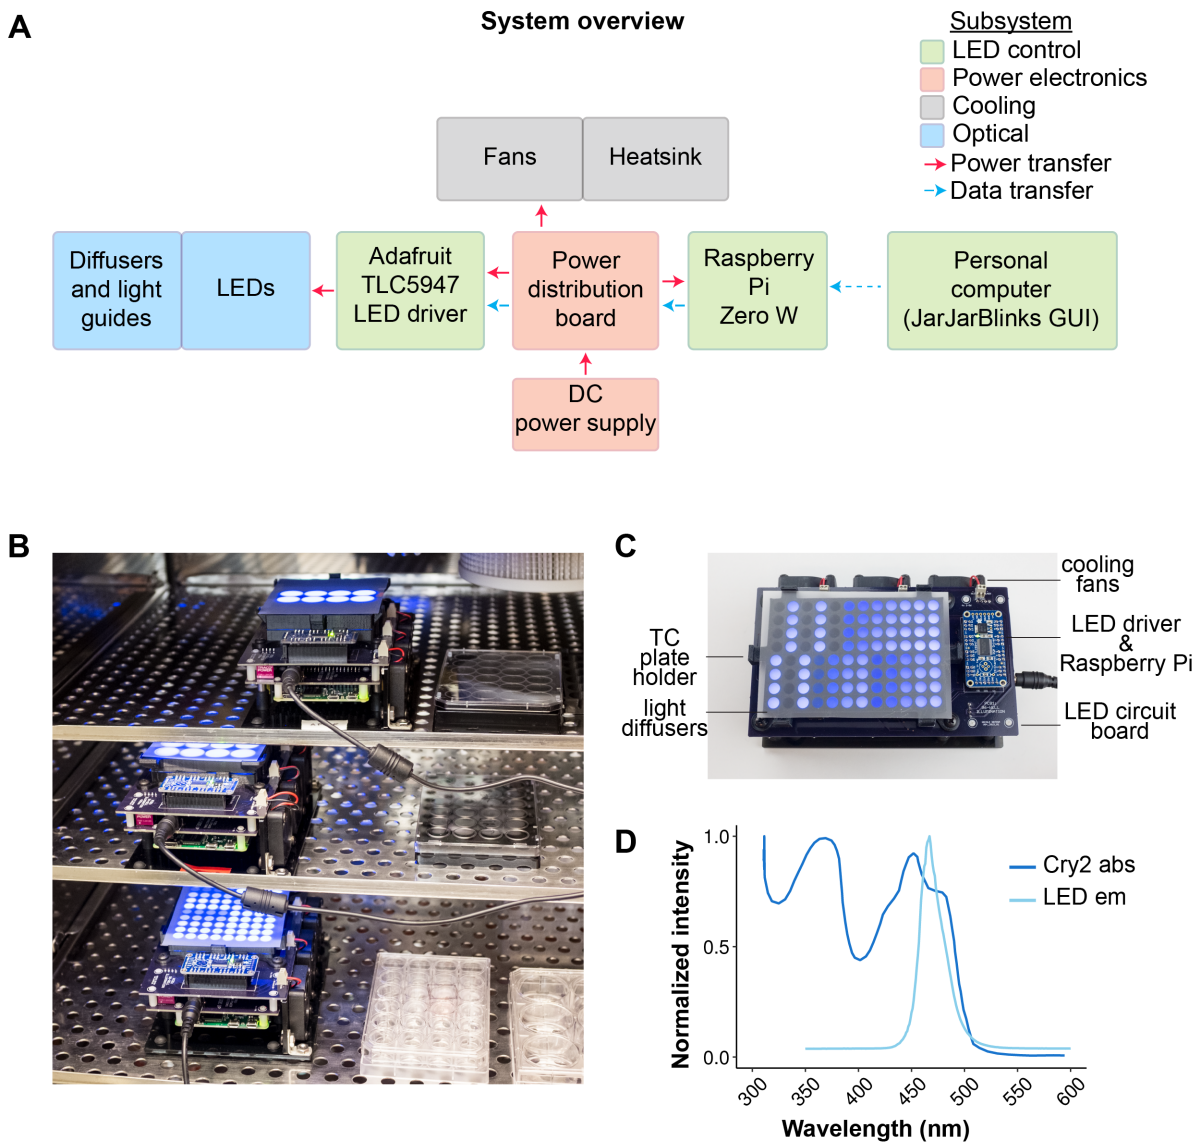 A
System overview
Subsystem
LED control
Power electronics
Cooling
Optical
Power transfer
Data transfer
Fans
Heatsink
Diffusers
and light
guides
LEDs
Adafruit
TLC5947
LED driver
Power
distribution
board
Raspberry
Pi
Zero W
Personal
computer
(JarJarBlinks GUI)
DC
power supply
B
C
cooling
fans
LED driver
&
Raspberry Pi
TC
plate
holder
light
diffusers
LED circuit
board
D
Normalized intensity
1.0
0.5
0.0
Cry2 abs
LED em
300
350
400
450
500
550
600
Wavelength (nm)